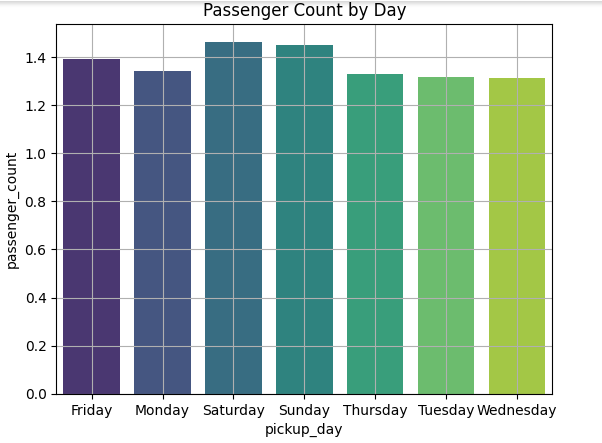 Passenger Count by Day
passenger_count
1.4
1.2
1.0
0.8
0.6
0.4
0.2
0.0
Friday Monday Saturday Sunday Thursday Tuesday Wednesday
pickup_day